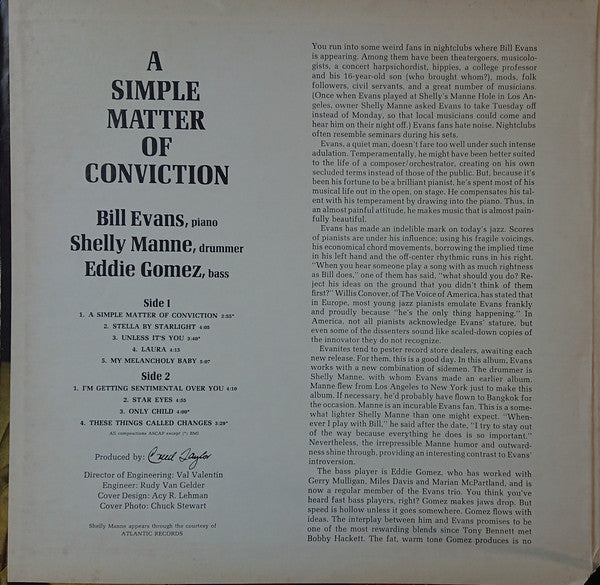 A
SIMPLE
MATTER
OF
CONVICTION
Bill Evans, piano
Shelly Manne, drummer
Eddie Gomez, bass
Side 1
1. A SIMPLE MATTER OF CONVICTION 2:55*
2. STELLA BY STARLIGHT 4:05
3. UNLESS IT'S YOU 3:40*
4. LAURA 4:15
5. MY MELANCHOLY BABY 5:07
Side 2
1. I'M GETTING SENTIMENTAL OVER YOU 4:10
2. STAR EYES 4:55
3. ONLY CHILD 4:00*
4. THESE THINGS CALLED CHANGES 3:29*
All compositions ASCAP except (*) BMI
Produced by: Creed Taylor
Director of Engineering: Val Valentin
Engineer: Rudy Van Gelder
Cover Design: Acy R. Lehman
Cover Photo: Chuck Stewart
Shelly Manne appears through the courtesy of
ATLANTIC RECORDS
You run into some weird fans in nightclubs where Bill Evans
is appearing. Among them have been theatergoers, musicolo-
gists, a concert harpsichordist, hippies, a college professor
and his 16-year-old son (who brought whom?), mods, folk
followers, civil servants, and a great number of musicians.
(Once when Evans played at Shelly's Manne Hole in Los An-
geles, owner Shelly Manne asked Evans to take Tuesday off
instead of Monday, so that local musicians could come and
hear him on their night off.) Evans fans hate noise. Nightclubs
often resemble seminars during his sets.
Evans, a quiet man, doesn't fare too well under such intense
adulation. Temperamentally, he might have been better suited
to the life of a composer/orchestrator, creating on his own
secluded terms instead of those of the public. But, because it's
been his fortune to be a brilliant pianist, he's spent most of his
musical life out in the open, on stage. He compensates his tal-
ent with his temperament by drawing into the piano. Thus, in
an almost painful attitude, he makes music that is almost pain-
fully beautiful.
Evans has made an indelible mark on today's jazz. Scores
of pianists are under his influence; using his fragile voicings,
his economical chord movements, borrowing the implied time
in his left hand and the off-center rhythmic runs in his right.
"When you hear someone play a song with as much rightness
as Bill does," one has said, "what should you do? Re-
ject his ideas on the ground that you didn't think of them
first?" Willis Conover, of The Voice of America, has stated that
in Europe, most young jazz pianists emulate Evans frankly
and proudly because "he's the only thing happening." In
America, not all pianists acknowledge Evans' stature, but
even some of the dissenters sound like scaled-down copies of
the innovator they do not recognize.
Evanites tend to pester record store dealers, awaiting each
new release. For them, this is a good day. In this album, Evans
works with a new combination of sidemen. The drummer is
Shelly Manne, with whom Evans made an earlier album.
Manne flew from Los Angeles to New York just to make this
album. If necessary, he'd probably have flown to Bangkok for
the occasion. Manne is an incurable Evans fan. This is a some-
what lighter Shelly Manne than one might expect. "When-
ever I play with Bill," he said after the date, "I try to stay out
of the way because everything he does is so important."
Nevertheless, the irrepressible Manne humor and outward-
ness shine through, providing an interesting contrast to Evans'
introversion.
The bass player is Eddie Gomez, who has worked with
Gerry Mulligan, Miles Davis and Marian McPartland, and is
now a regular member of the Evans trio. You think you've
heard fast bass players, right? Gomez makes jaws drop. But
speed is hollow unless it goes somewhere. Gomez flows with
ideas. The interplay between him and Evans promises to be
one of the most rewarding blends since Tony Bennett met
Bobby Hackett. The fat, warm tone Gomez produces is no